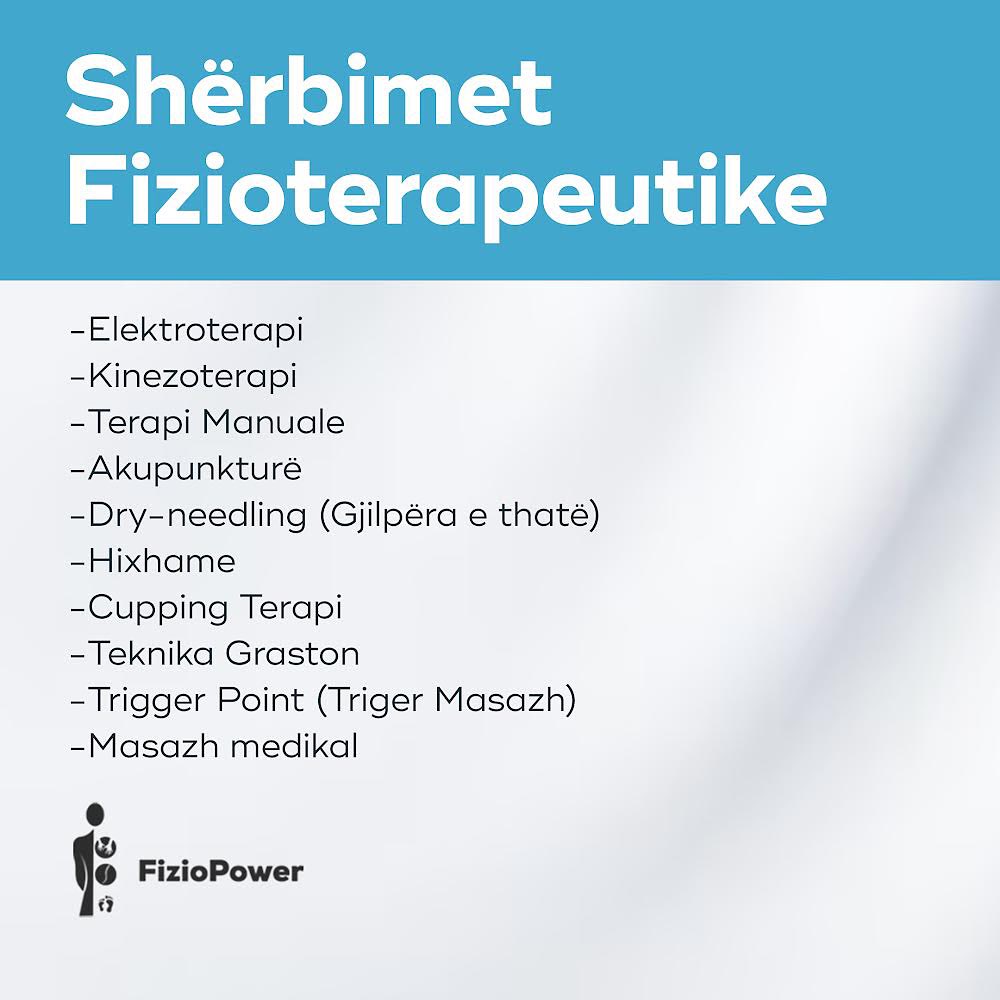 Shërbimet
Fizioterapeutike
-Elektroterapi
-Kinezoterapi
-Terapi Manuale
-Akupunkturë
-Dry-needling (Gjilpëra e thatë)
-Hixhame
-Cupping Terapi
-Teknika Graston
-Trigger Point (Triger Masazh)
-Masazh medikal
FizioPower